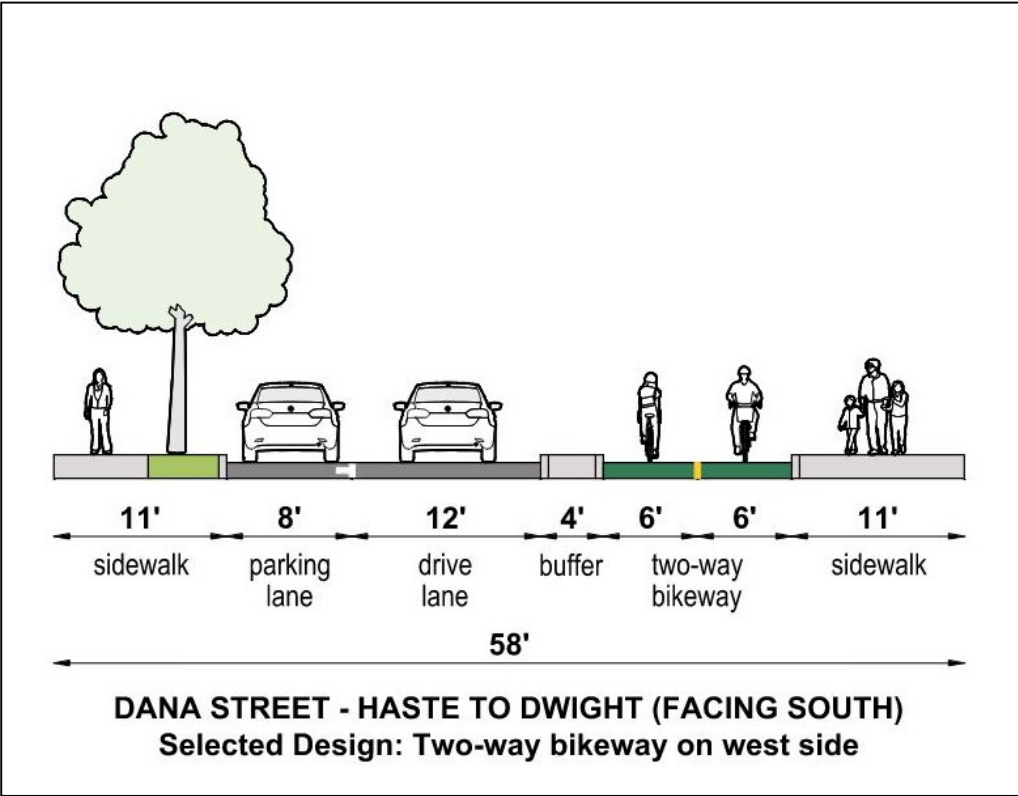 11' 8' 12' 4' 6' 6' 11'
sidewalk parking drive buffer two-way sidewalk
lane lane bikeway
58'
DANA STREET - HASTE TO DWIGHT (FACING SOUTH)
Selected Design: Two-way bikeway on west side